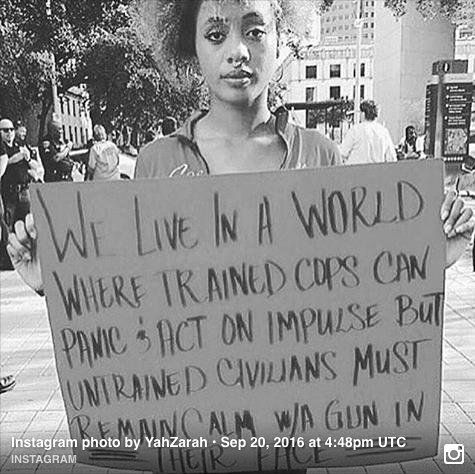 WE LIVE IN A WORLD
WHERE TRAINED COPS CAN
PANIC & ACT ON IMPULSE BUT
UNTRAINED CIVILIANS MUST
REMAIN CALM W/A GUN IN
THEIR FACE
Instagram photo by YahZarah · Sep 20, 2016 at 4:48pm UTC
INSTAGRAM